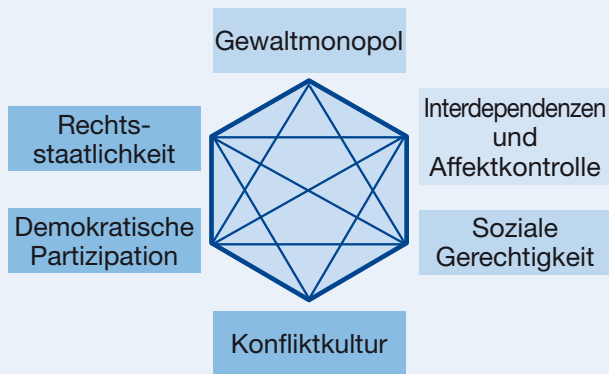 Gewaltmonopol
Rechts-
staatlichkeit
Interdependenzen
und
Affektkontrolle
Demokratische
Partizipation
Soziale
Gerechtigkeit
Konfliktkultur